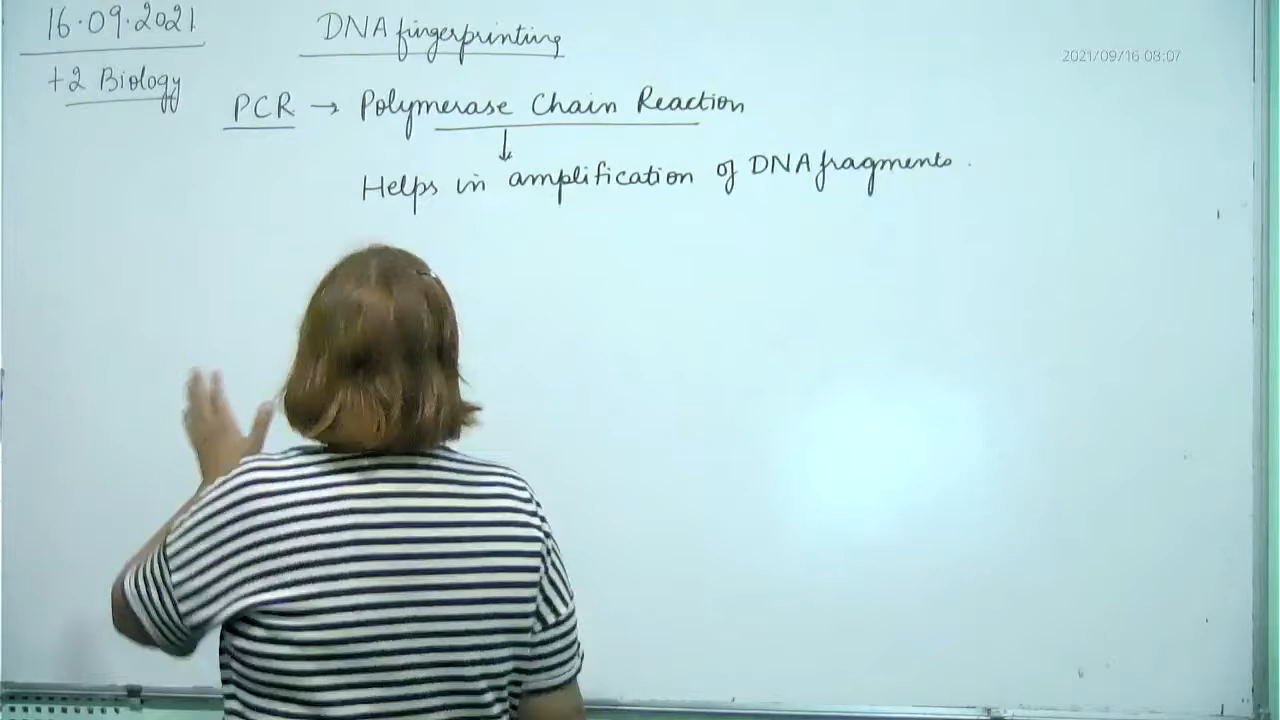 16.09.2021
DNA fingerprinting
2021/09/16 08:07
+2 Biology
PCR → Polymerase Chain Reaction
↓
Helps in amplification of DNA fragments.